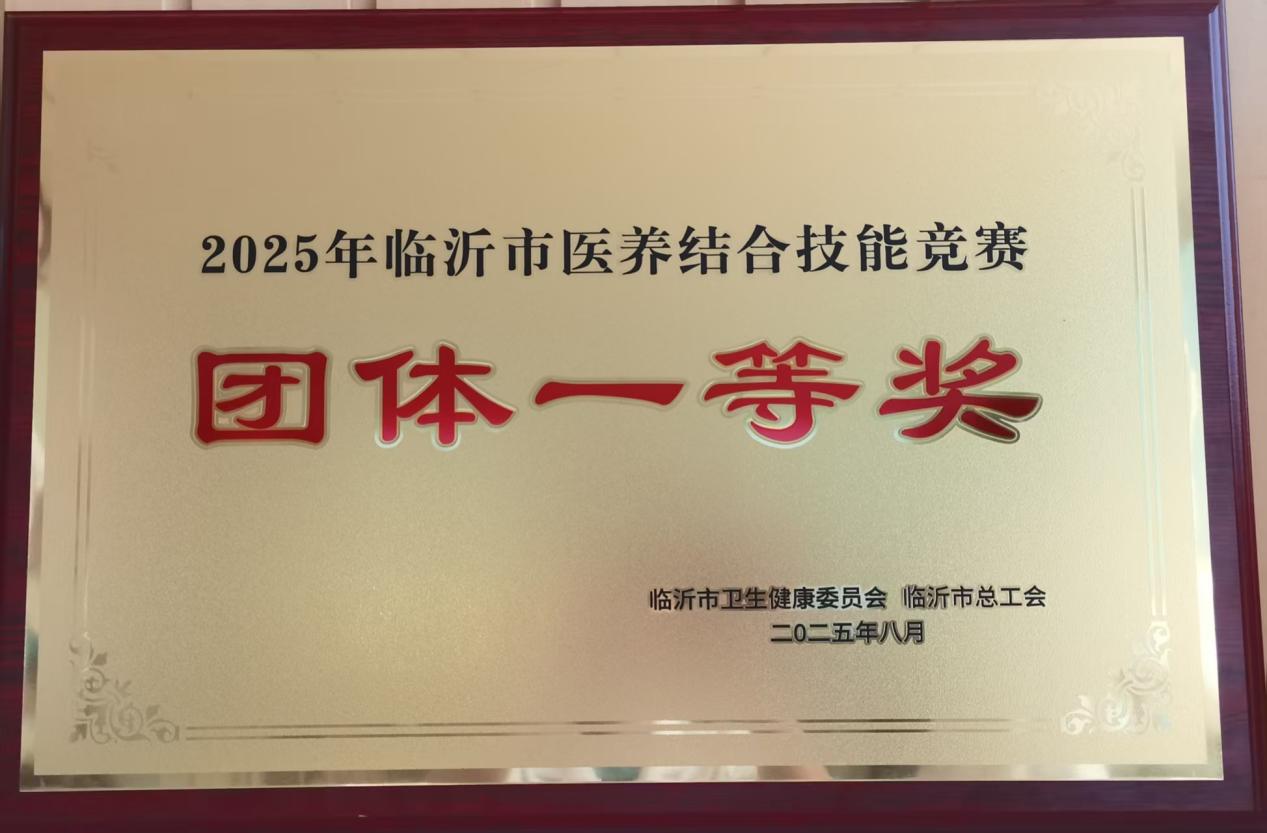 2025年临沂市医养结合技能竞赛
团体一等奖
临沂市卫生健康委员会 临沂市总工会
二0二五年八月